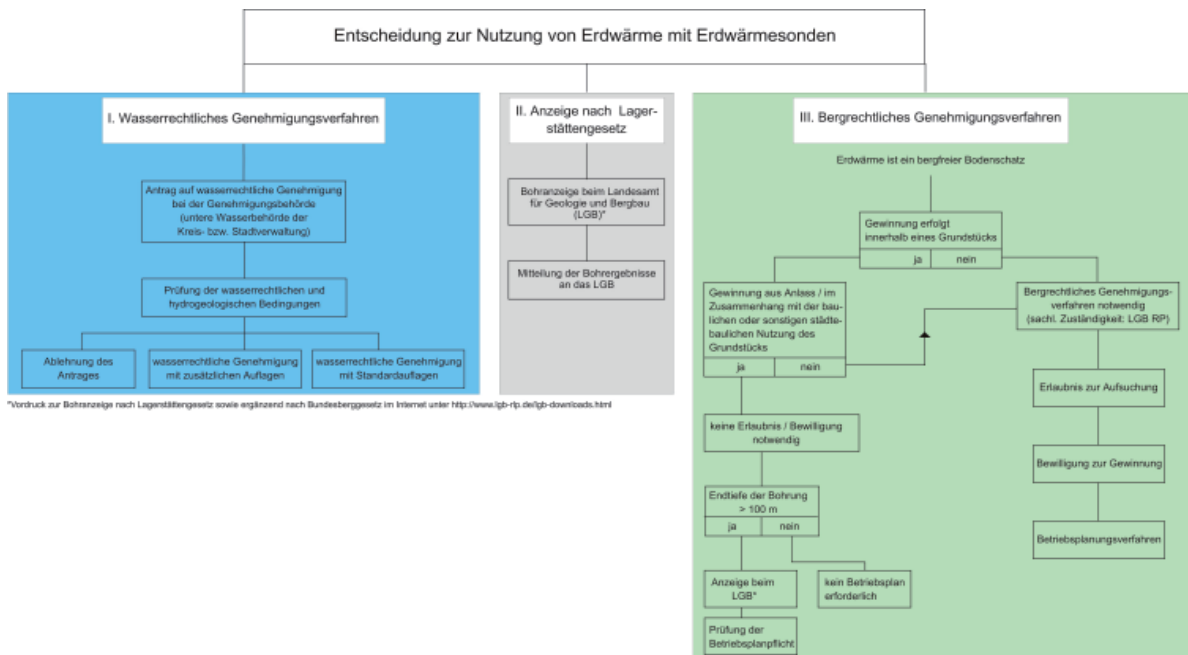 Entscheidung zur Nutzung von Erdwärme mit Erdwärmesonden
I. Wasserrechtliches Genehmigungsverfahren
Antrag auf wasserrechtliche Genehmigung
bei der Genehmigungsbehörde
(untere Wasserbehörde der
Kreis- bzw. Stadtverwaltung)
Prüfung der wasserrechtlichen und
hydrogeologischen Bedingungen
Ablehnung des
Antrages
wasserrechtliche Genehmigung
mit zusätzlichen Auflagen
wasserrechtliche Genehmigung
mit Standardauflagen
*Vordruck zur Bohranzeige nach Lagerstättengesetz sowie ergänzend nach Bundesberggesetz im Internet unter http://www.lgb-rlp.de/lgb-downloads.html
II. Anzeige nach Lager-
stättengesetz
Bohranzeige beim Landesamt
für Geologie und Bergbau
(LGB)*
Mitteilung der Bohrergebnisse
an das LGB
III. Bergrechtliches Genehmigungsverfahren
Erdwärme ist ein bergfreier Bodenschatz
Gewinnung erfolgt
innerhalb eines Grundstücks
ja
nein
Gewinnung aus Anlass / im
Zusammenhang mit der bau-
lichen oder sonstigen städte-
baulichen Nutzung des
Grundstücks
ja
nein
keine Erlaubnis / Bewilligung
notwendig
Endtiefe der Bohrung
> 100 m
ja
nein
Anzeige beim
LGB*
Prüfung der
Betriebsplanpflicht
kein Betriebsplan
erforderlich
Bergrechtliches Genehmigungs-
verfahren notwendig
(sachl. Zuständigkeit: LGB RP)
Erlaubnis zur Aufsuchung
Bewilligung zur Gewinnung
Betriebsplanungsverfahren